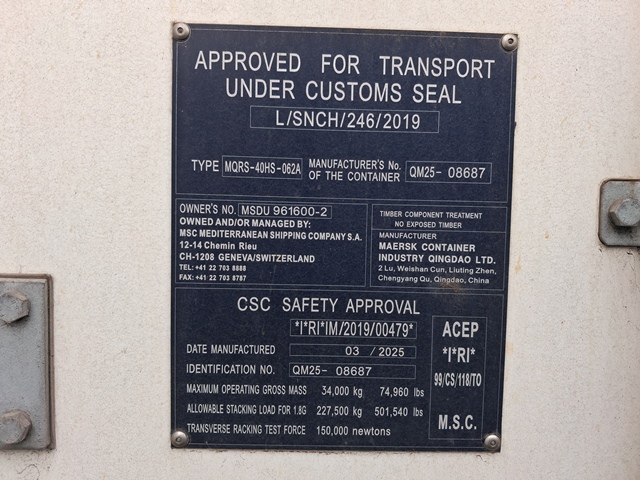 APPROVED FOR TRANSPORT
UNDER CUSTOMS SEAL
L/SNCH/246/2019
TYPE MQRS-40HS-062A MANUFACTURER'S No. OF THE CONTAINER QM25- 08687
OWNER'S NO. MSDU 961600-2
OWNED AND/OR MANAGED BY:
MSC MEDITERRANEAN SHIPPING COMPANY S.A.
12-14 Chemin Rieu
CH-1208 GENEVA/SWITZERLAND
TEL: +41 22 703 8888
FAX: +41 22 703 8787
TIMBER COMPONENT TREATMENT
NO EXPOSED TIMBER
MANUFACTURER
MAERSK CONTAINER
INDUSTRY QINGDAO LTD.
2 Lu, Weishan Cun, Liuting Zhen,
Chengyang Qu, Qingdao, China
CSC SAFETY APPROVAL
*I*RI*IM/2019/00479*
DATE MANUFACTURED 03 / 2025
IDENTIFICATION NO. QM25- 08687
MAXIMUM OPERATING GROSS MASS 34,000 kg 74,960 lbs
ALLOWABLE STACKING LOAD FOR 1.8G 227,500 kg 501,540 lbs
TRANSVERSE RACKING TEST FORCE 150,000 newtons
ACEP
*I*RI*
99/CS/118/TO
M.S.C.